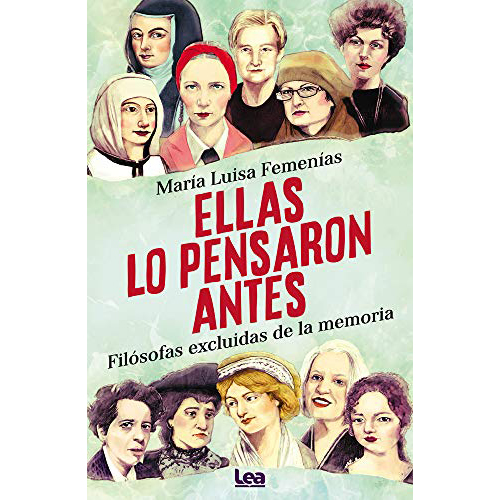 María Luisa Femenías
ELLAS
LO PENSARON
ANTES
Filósofas excluidas de la memoria
Lea